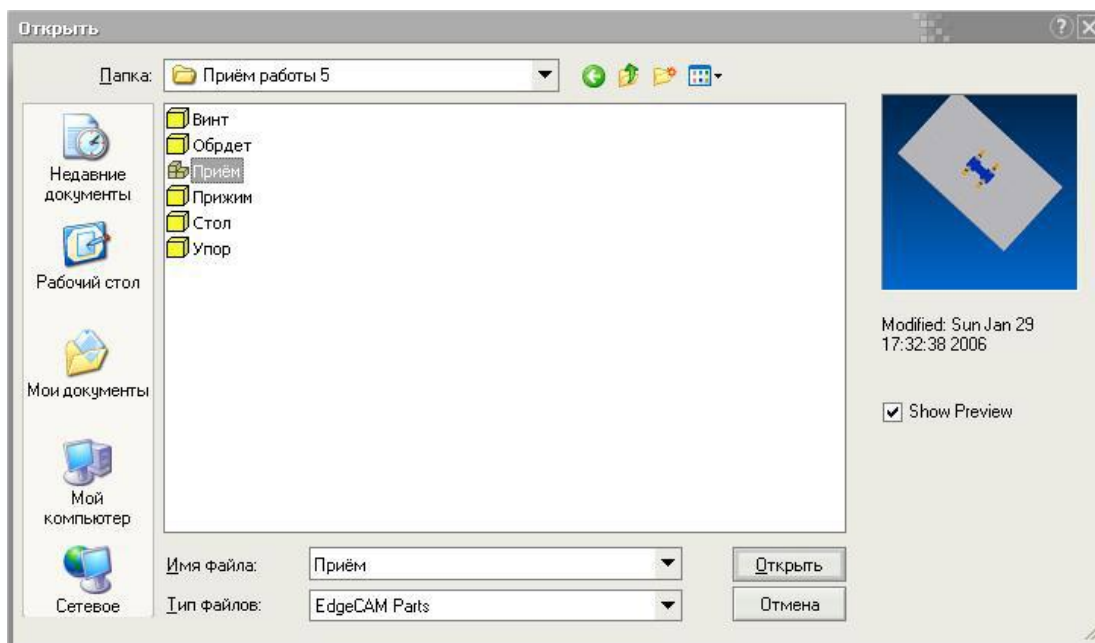 Открыть
Папка:
Приём работы 5
Винт
Обрдет
Приём
Прижим
Стол
Упор
Недавние
документы
Рабочий стол
Мои документы
Мой
компьютер
Сетевое
Modified: Sun Jan 29
17:32:38 2006
Show Preview
Имя файла:
Приём
Открыть
Тип файлов:
EdgeCAM Parts
Отмена